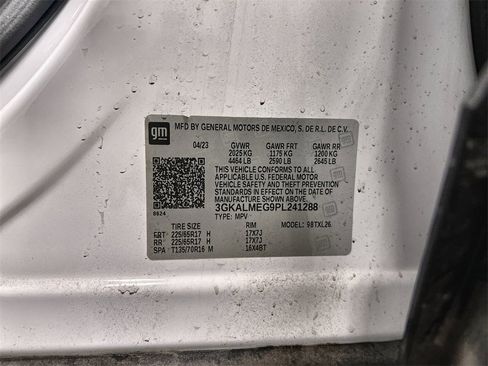 gm
MFD BY GENERAL MOTORS DE MEXICO, S. DE R.L. DE C.V.
04/23 GVWR GAWR FRT GAWR RR
2025 KG 1175 KG 1200 KG
4464 LB 2590 LB 2645 LB
THIS VEHICLE CONFORMS TO ALL
APPLICABLE U.S. FEDERAL MOTOR
VEHICLE SAFETY AND THEFT
PREVENTION STANDARDS IN EFFECT
ON THE DATE OF MANUFACTURE
SHOWN ABOVE.
3GKALMEG9PL241288
8624 TYPE: MPV MODEL: 98TXL26
TIRE SIZE RIM
FRT 225/65R17 H 17X7J
RR 225/65R17 H 17X7J
SPA T135/70R16 M 16X4BT